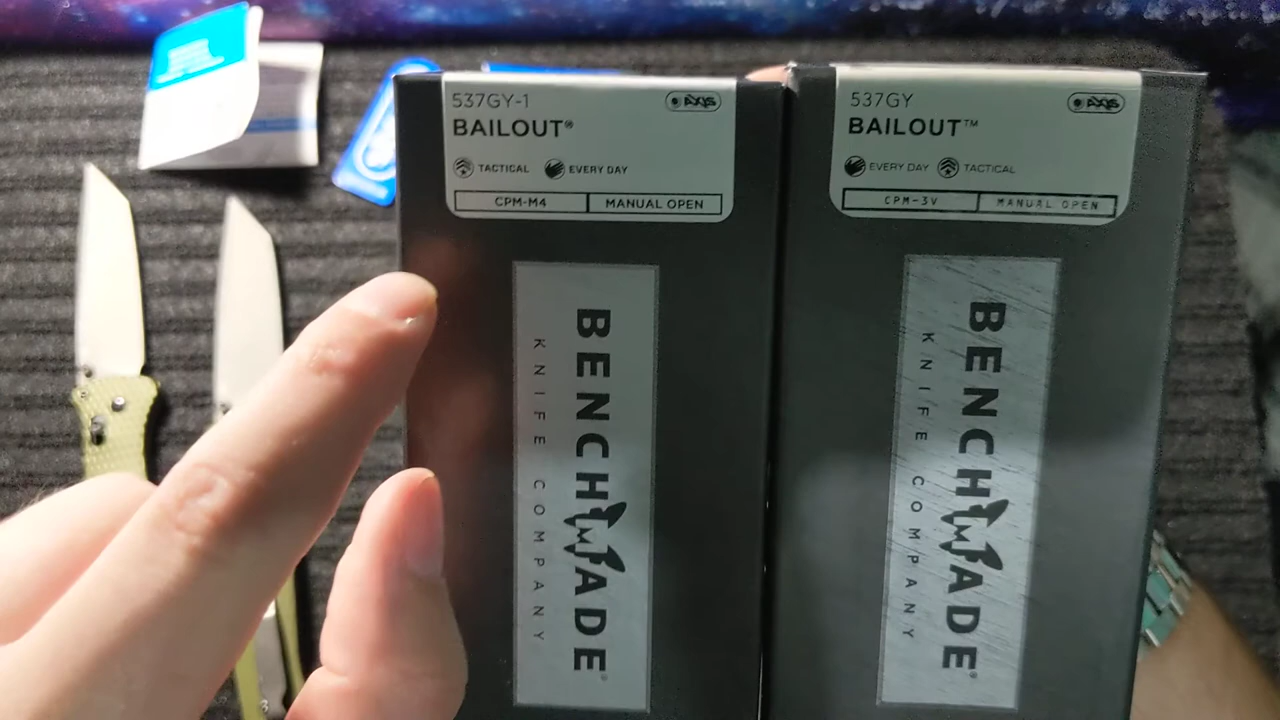 537GY-1
AXIS
BAILOUT®
TACTICAL
EVERY DAY
CPM-M4
MANUAL OPEN
BENCHMADE®
KNIFE COMPANY
537GY
AXIS
BAILOUT™
EVERY DAY
TACTICAL
CPM-3V
MANUAL OPEN
BENCHMADE®
KNIFE COMPANY